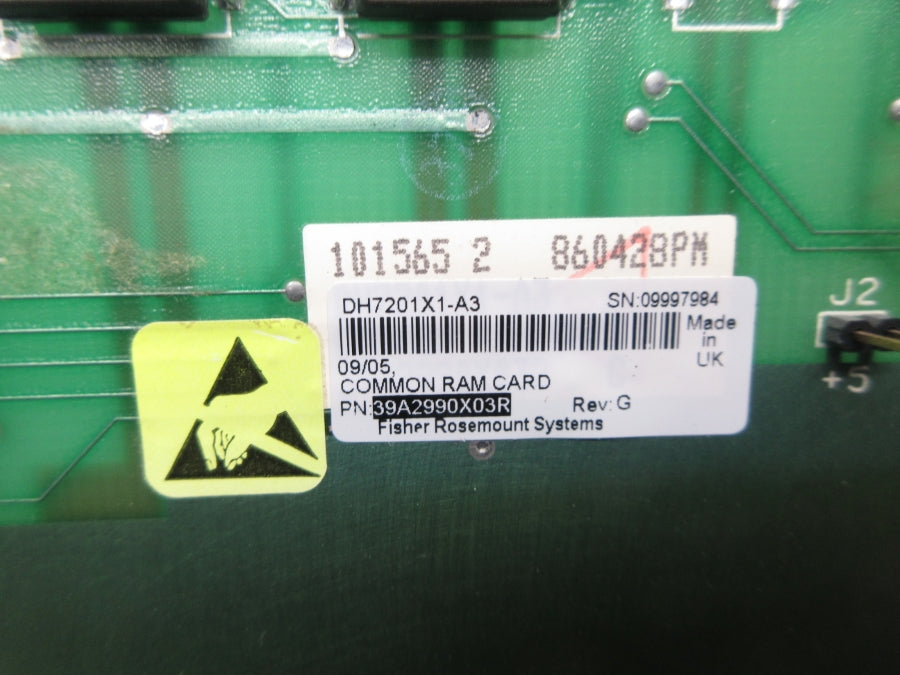 101565 2 860428PM
DH7201X1-A3 SN:09997984
Made
in
UK
09/05,
COMMON RAM CARD
PN:39A2990X03R Rev:G
Fisher Rosemount Systems
J2
+5